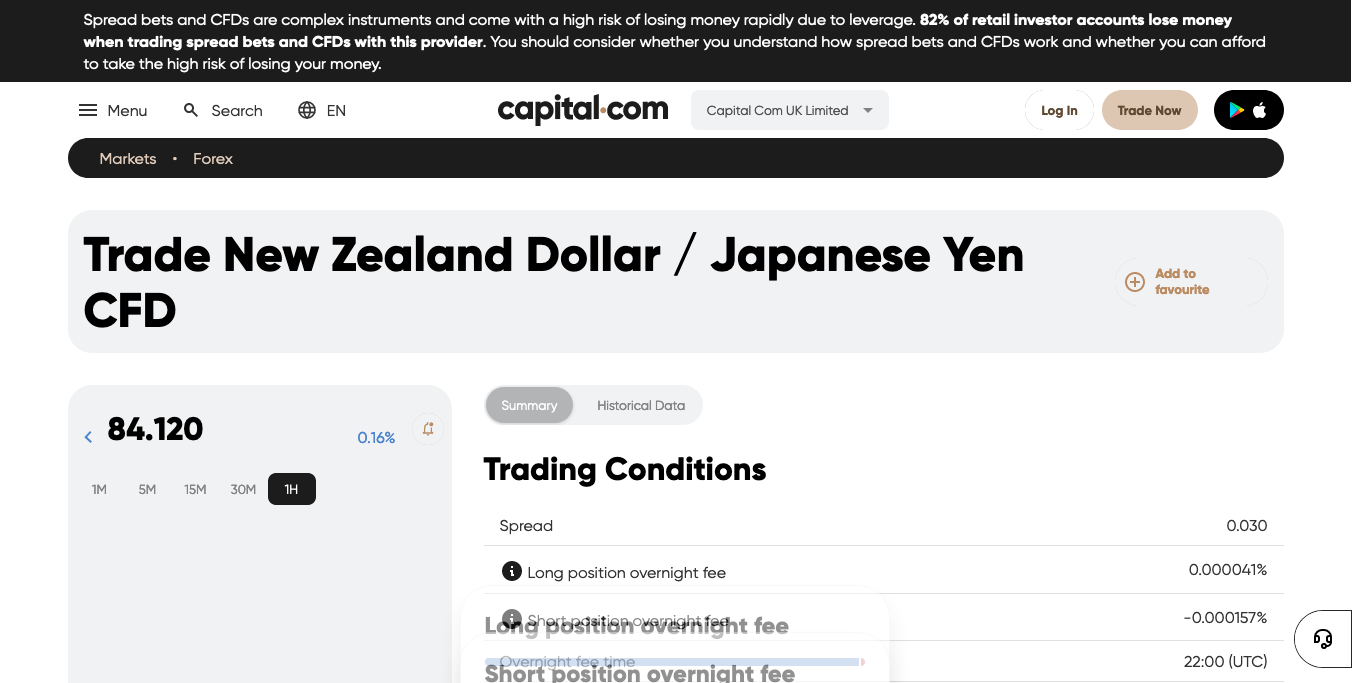 Spread bets and CFDs are complex instruments and come with a high risk of losing money rapidly due to leverage. 82% of retail investor accounts lose money
when trading spread bets and CFDs with this provider. You should consider whether you understand how spread bets and CFDs work and whether you can afford
to take the high risk of losing your money.
Menu Search EN capital.com Capital Com UK Limited Log In Trade Now
Markets • Forex
Trade New Zealand Dollar / Japanese Yen
CFD
Add to
favourite
84.120 0.16%
1M 5M 15M 30M 1H
Summary Historical Data
Trading Conditions
Spread 0.030
Long position overnight fee 0.000041%
Short position overnight fee -0.000157%
Long position overnight fee
Overnight fee time 22:00 (UTC)
Short position overnight fee